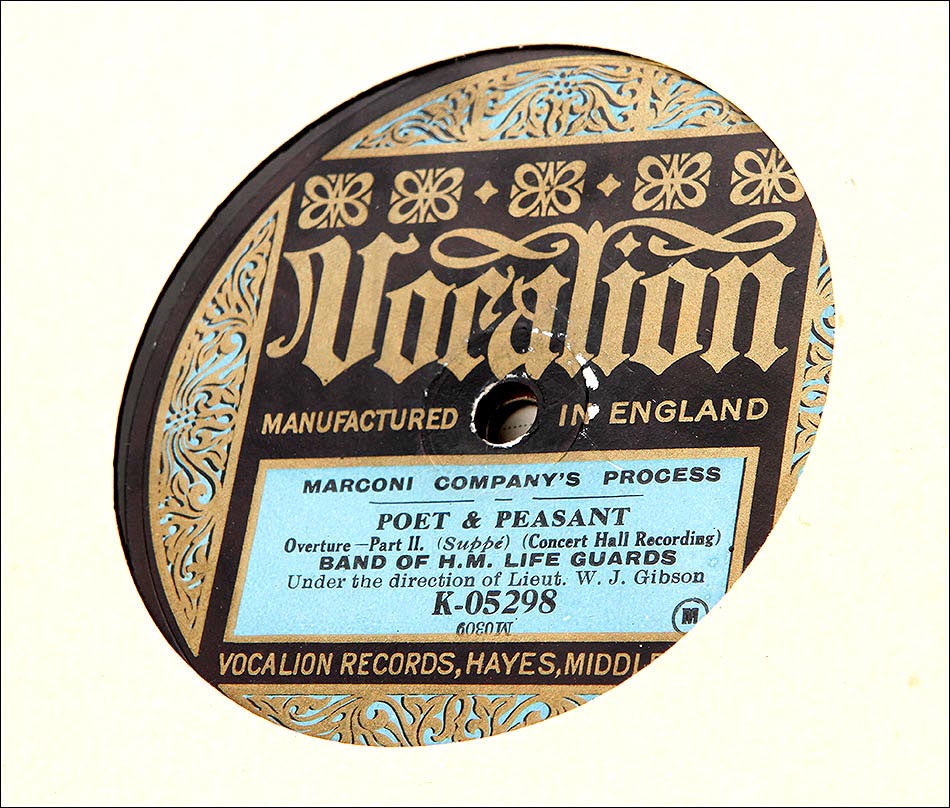 Vocalion
MANUFACTURED IN ENGLAND
MARCONI COMPANY'S PROCESS
POET & PEASANT
Overture—Part II. (Suppé) (Concert Hall Recording)
BAND OF H.M. LIFE GUARDS
Under the direction of Lieut. W. J. Gibson
K-05298
M0309
M
VOCALION RECORDS, HAYES, MIDDL